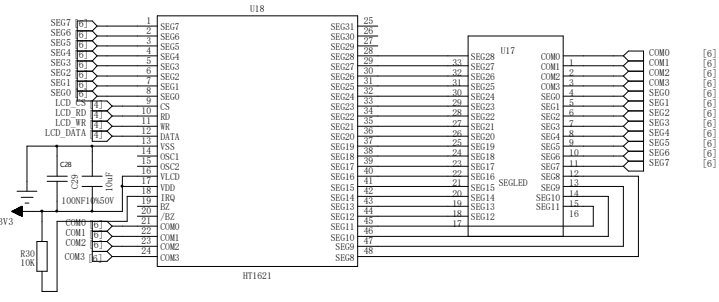 U18
SEG7 [6] 1 SEG7 SEG31 25
SEG6 [6] 2 SEG6 SEG30 26
SEG5 [6] 3 SEG5 SEG29 27
SEG4 [6] 4 SEG4 SEG28 28
SEG3 [6] 5 SEG3 SEG27 29
SEG2 [6] 6 SEG2 SEG26 30
SEG1 [6] 7 SEG1 SEG25 31
SEG0 [6] 8 SEG0 SEG24 32
LCD_CS [4] 9 CS SEG23 33
LCD_RD [4] 10 RD SEG22 34
LCD_WR [4] 11 WR SEG21 35
LCD_DATA [4] 12 DATA SEG20 36
13 VSS SEG19 37
14 OSC1 SEG18 38
15 OSC2 SEG17 39
16 VLCD SEG16 40
17 VDD SEG15 41
18 IRQ SEG14 42
19 BZ SEG13 43
20 /BZ SEG12 44
COM0 [6] 21 COM0 SEG11 45
COM1 [6] 22 COM1 SEG10 46
COM2 [6] 23 COM2 SEG9 47
COM3 [6] 24 COM3 SEG8 48
HT1621
C28
C29
10uF
100NF10%50V
3V3
R30
10K
U17
SEG28 COM0 COM0 [6]
33 SEG27 COM1 1 COM1 [6]
32 SEG26 COM2 2 COM2 [6]
31 SEG25 COM3 3 COM3 [6]
30 SEG24 SEG0 4 SEG0 [6]
29 SEG23 SEG1 5 SEG1 [6]
28 SEG22 SEG2 6 SEG2 [6]
27 SEG21 SEG3 7 SEG3 [6]
26 SEG20 SEG4 8 SEG4 [6]
25 SEG19 SEG5 9 SEG5 [6]
24 SEG18 SEG6 10 SEG6 [6]
23 SEG17 SEG7 11 SEG7 [6]
22 SEG16 SEG8 12
21 SEG15 SEGLED SEG9 13
20 SEG14 SEG10 14
19 SEG13 SEG11 15
18 SEG12 16
17